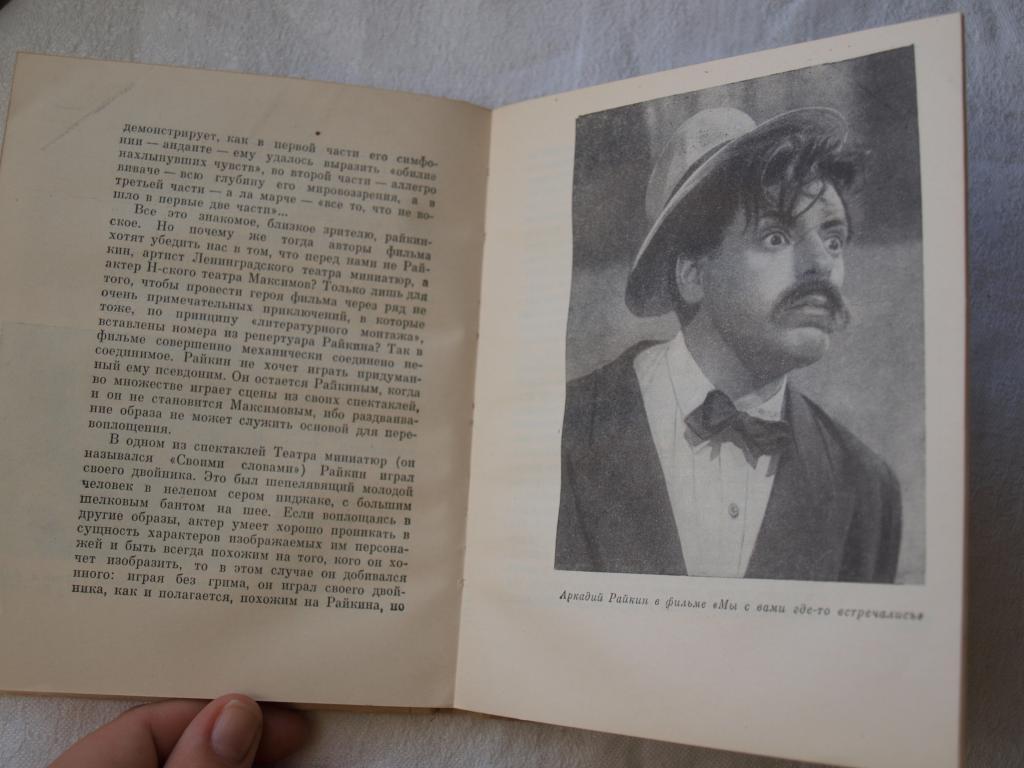 демонстрирует, как в первой части его симфо-
нии — анданте — ему удалось выразить «обилие
нахлынувших чувств», во второй части — аллегро
виваче — всю глубину его мировоззрения, а в
третьей части — а ла марче — «все то, что не во-
шло в первые две части»...
Все это знакомое, близкое зрителю, райкин-
ское. Но почему же тогда авторы фильма
хотят убедить нас в том, что перед нами не Рай-
кин, артист Ленинградского театра миниатюр, а
актер Н-ского театра Максимов? Только лишь для
того, чтобы провести героя фильма через ряд не
очень примечательных приключений, в которые
тоже, по принципу «литературного монтажа»,
вставлены номера из репертуара Райкина? Так в
фильме совершенно механически соединено не-
соединимое. Райкин не хочет играть придуман-
ный ему псевдоним. Он остается Райкиным, когда
во множестве играет сцены из своих спектаклей,
и он не становится Максимовым, ибо раздваива-
ние образа не может служить основой для пере-
воплощения.
В одном из спектаклей Театра миниатюр (он
назывался «Своими словами») Райкин играл
своего двойника. Это был шепелявящий молодой
человек в нелепом сером пиджаке, с большим
шелковым бантом на шее. Если воплощаясь в
другие образы, актер умеет хорошо проникать в
сущность характеров изображаемых им персона-
жей и быть всегда похожим на того, кого он хо-
чет изобразить, то в этом случае он добивался
иного: играя без грима, он играл своего двой-
ника, как и полагается, похожим на Райкина, но
Аркадий Райкин в фильме «Мы с вами где-то встречались»